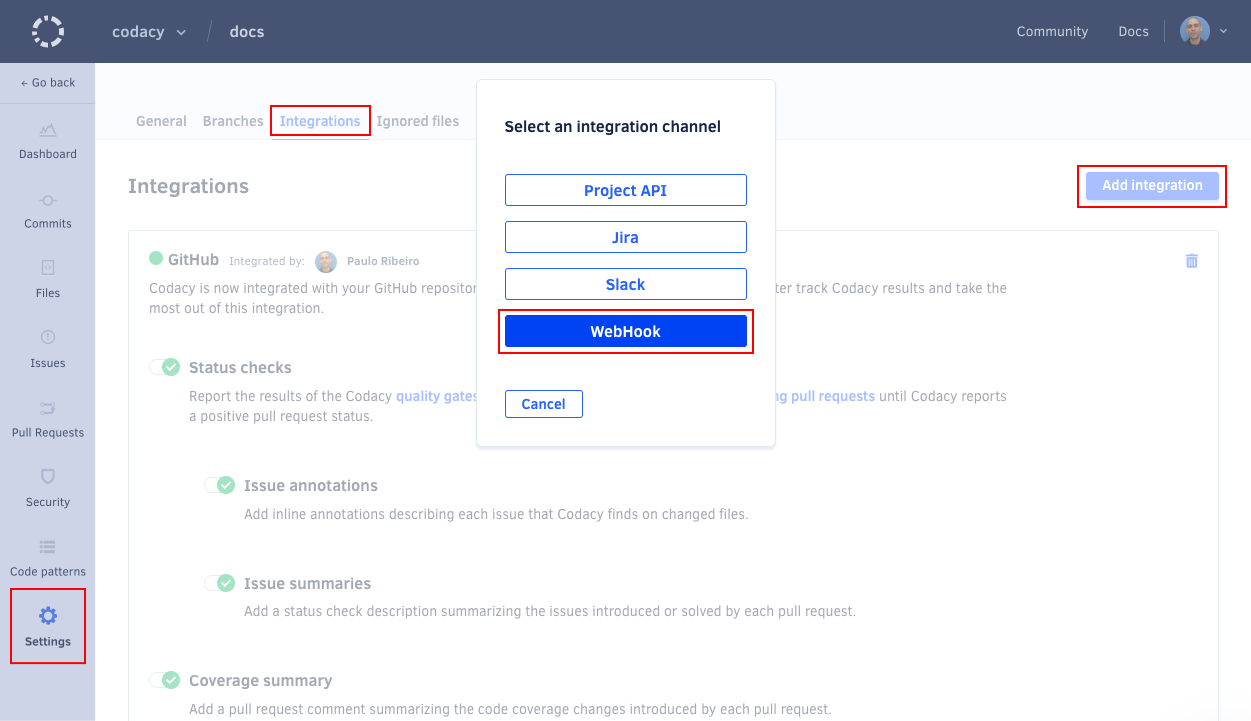 codacy
docs
Community
Docs
← Go back
Dashboard
Commits
Files
Issues
Pull Requests
Security
Code patterns
Settings
General
Branches
Integrations
Ignored files
Integrations
Add integration
GitHub
Integrated by:
Paulo Ribeiro
Codacy is now integrated with your GitHub track Codacy results and take the
most out of this integration.
Status checks
Report the results of the Codacy quality gates pull requests until Codacy reports
a positive pull request status.
Issue annotations
Add inline annotations describing each issue that Codacy finds on changed files.
Issue summaries
Add a status check description summarizing the issues introduced or solved by each pull request.
Coverage summary
Add a pull request comment summarizing the code coverage changes introduced by each pull request.
Select an integration channel
Project API
Jira
Slack
WebHook
Cancel